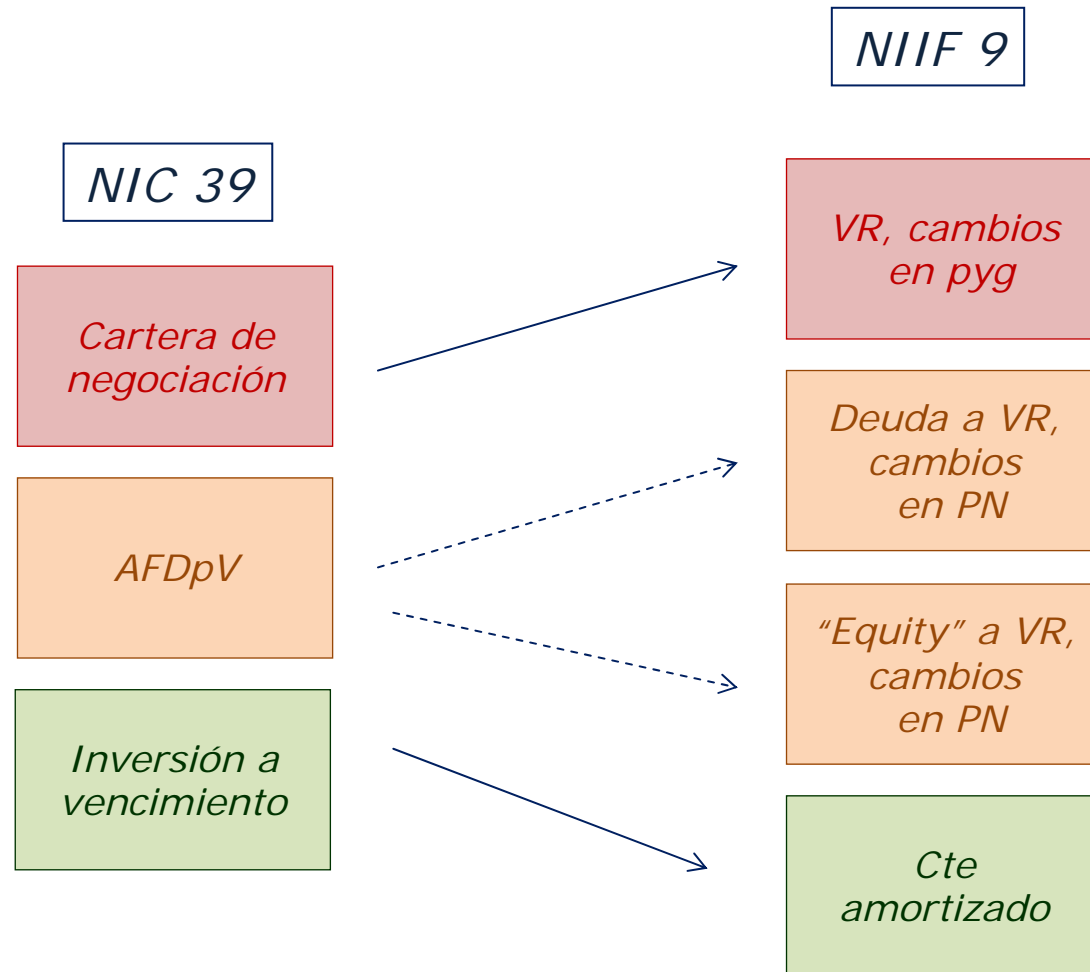 NIIF 9
NIC 39
Cartera de
negociación
AFDpV
Inversión a
vencimiento
VR, cambios
en pyg
Deuda a VR,
cambios
en PN
“Equity” a VR,
cambios
en PN
Cte
amortizado